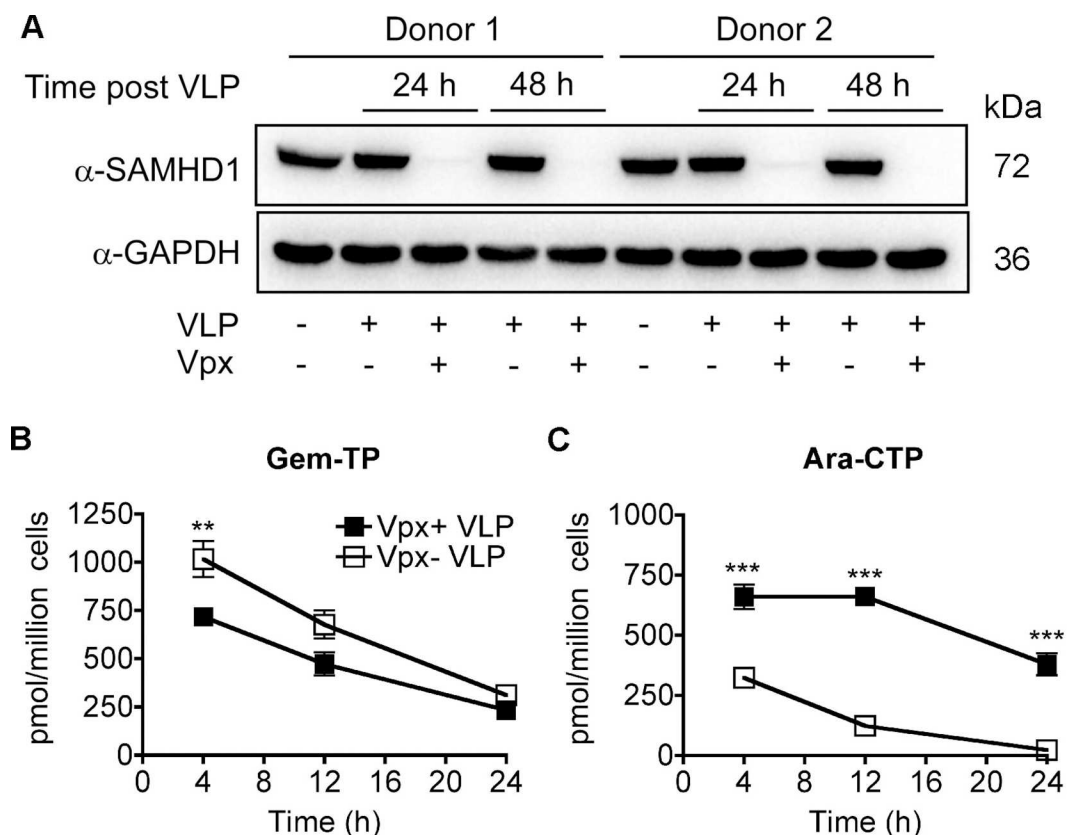 A
Donor 1 Donor 2
Time post VLP 24 h 48 h 24 h 48 h kDa
α-SAMHD1 72
α-GAPDH 36
VLP - + + + + - + + + +
Vpx - - + - + - - + - +
B
Gem-TP
pmol/million cells
1250
1000
750
500
250
0
**
Vpx+ VLP
Vpx- VLP
0 4 8 12 16 20 24
Time (h)
C
Ara-CTP
pmol/million cells
1000
750
500
250
0
*** *** ***
0 4 8 12 16 20 24
Time (h)